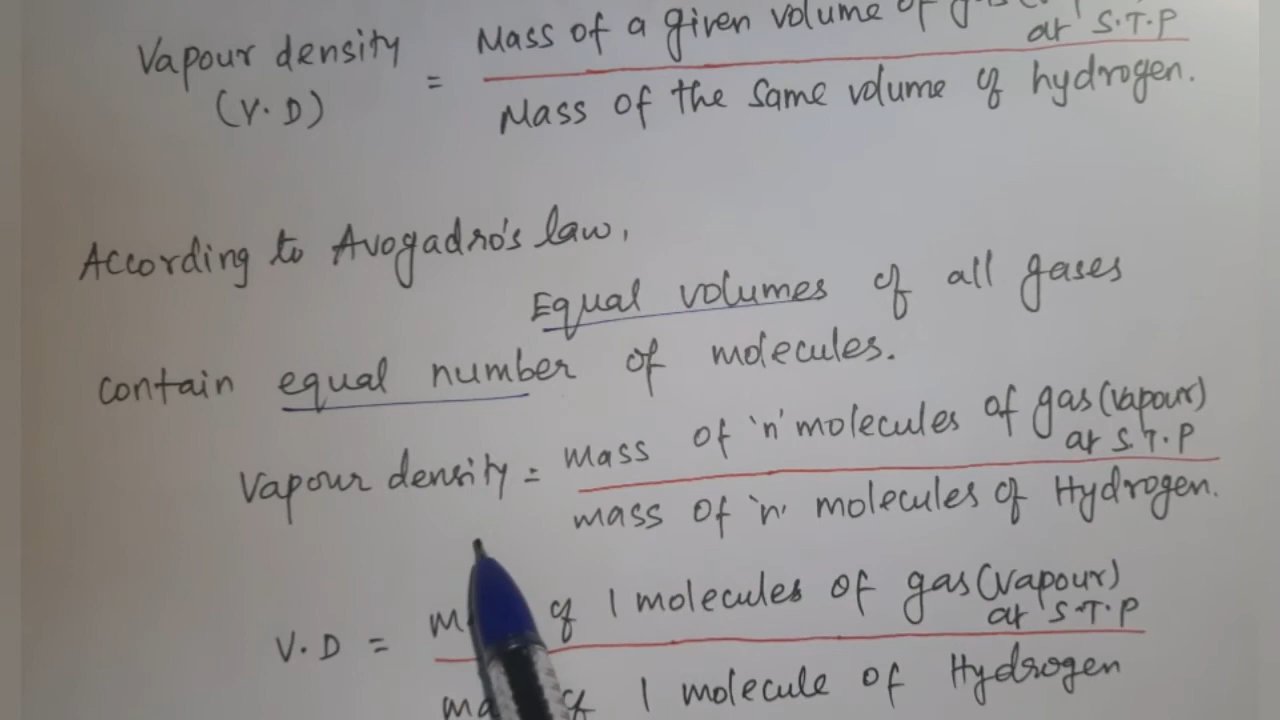 Mass of a given volume of
at S.T.P
Vapour density =
(V.D)
Mass of the same volume of hydrogen.
According to Avogadro's law,
Equal volumes of all gases
contain equal number of molecules.
Vapour density = mass of 'n' molecules of gas (vapour)
at S.T.P
mass of 'n' molecules of Hydrogen.
V.D = of 1 molecules of gas (vapour)
at S.T.P
of 1 molecule of Hydrogen